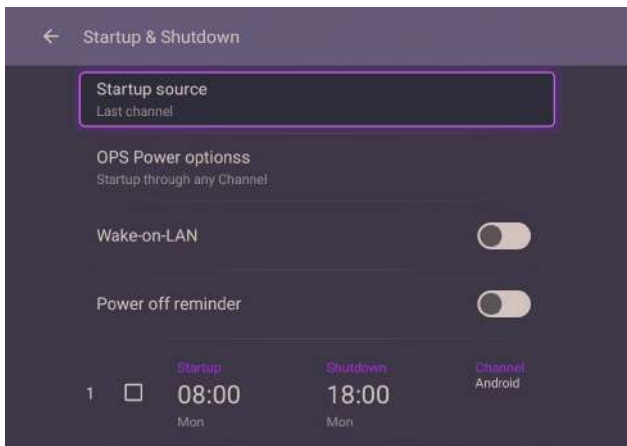 Startup & Shutdown
Startup source
Last channel
OPS Power optionss
Startup through any Channel
Wake-on-LAN
Power off reminder
Startup Shutdown Channel
1 08:00 18:00 Android
Mon Mon